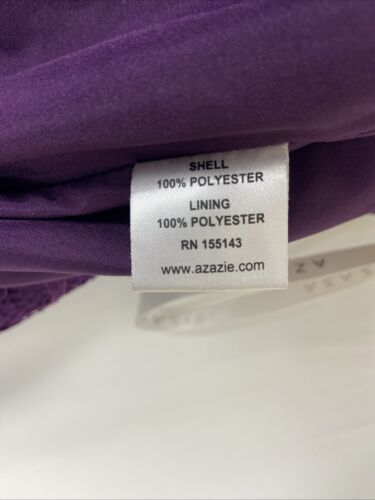 SHELL
100% POLYESTER
LINING
100% POLYESTER
RN 155143
www.azazie.com